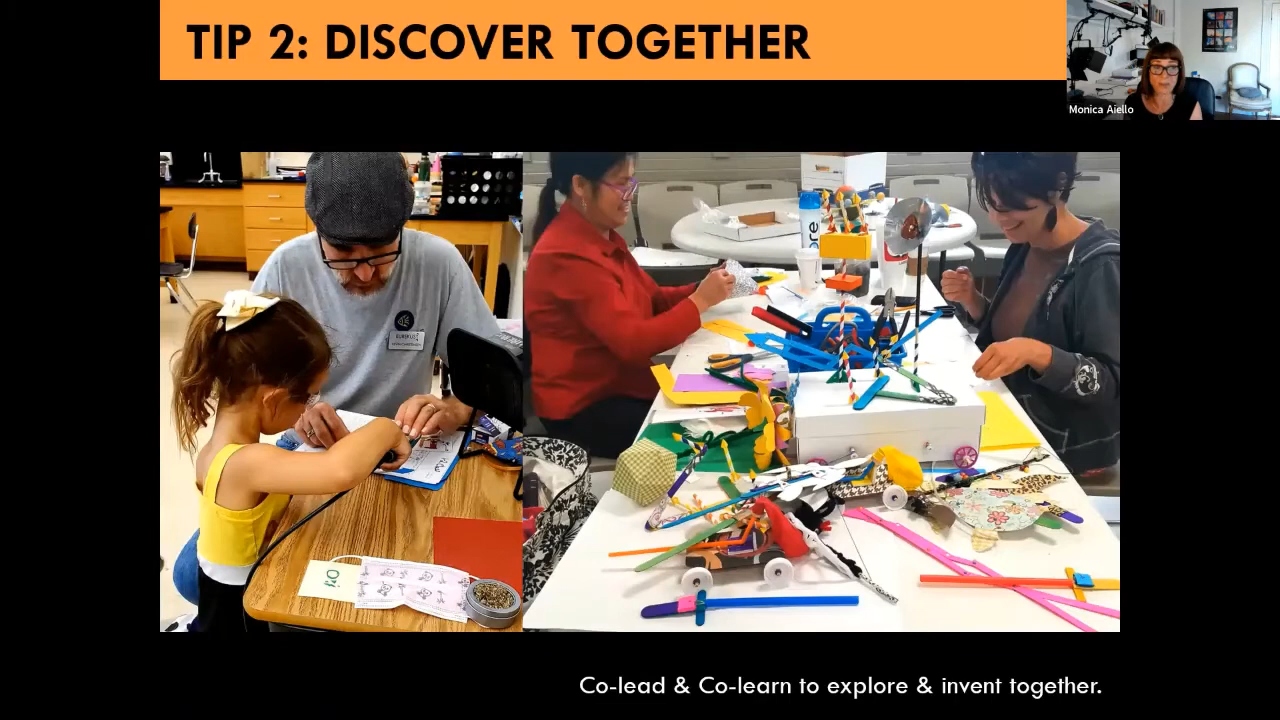 TIP 2: DISCOVER TOGETHER
Monica Aiello
Co-lead & Co-learn to explore & invent together.